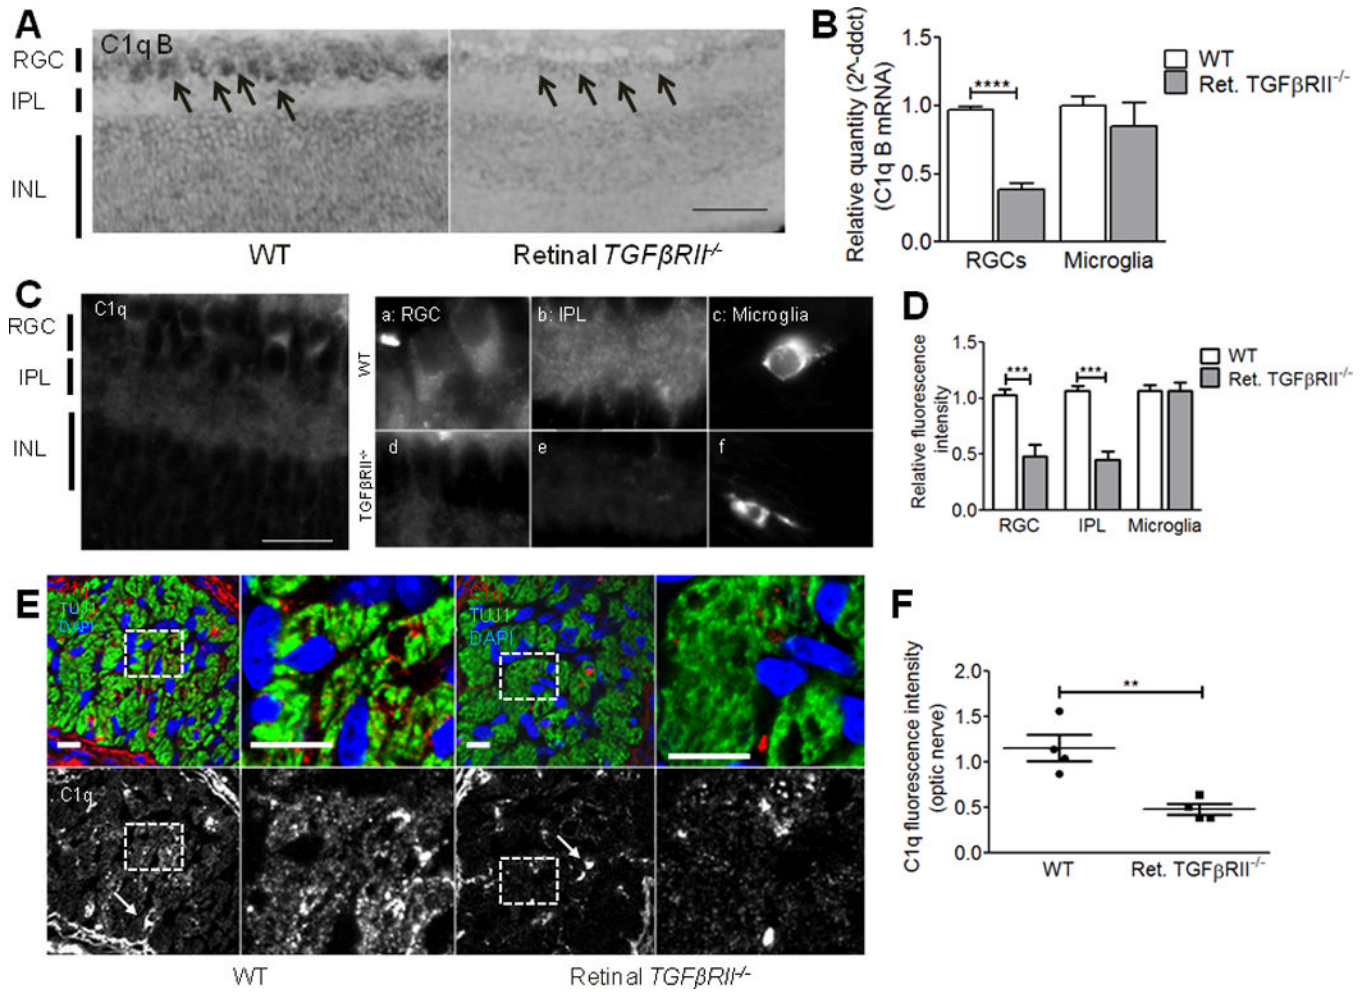 A
C1q B
RGC
IPL
INL
WT
Retinal TGFβRII-/-
B
Relative quantity (2^-ddct)
(C1q B mRNA)
1.5
1.0
0.5
0.0
****
RGCs
Microglia
WT
Ret. TGFβRII-/-
C
C1q
RGC
IPL
INL
a: RGC
b: IPL
c: Microglia
WT
d
e
f
TGFβRII-/-
D
Relative fluorescence
intensity
1.5
1.0
0.5
0.0
***
***
RGC
IPL
Microglia
WT
Ret. TGFβRII-/-
E
C1q
TUJ1
DAPI
C1q
TUJ1
DAPI
C1q
WT
Retinal TGFβRII-/-
F
C1q fluorescence intensity
(optic nerve)
2.0
1.5
1.0
0.5
0.0
**
WT
Ret. TGFβRII-/-